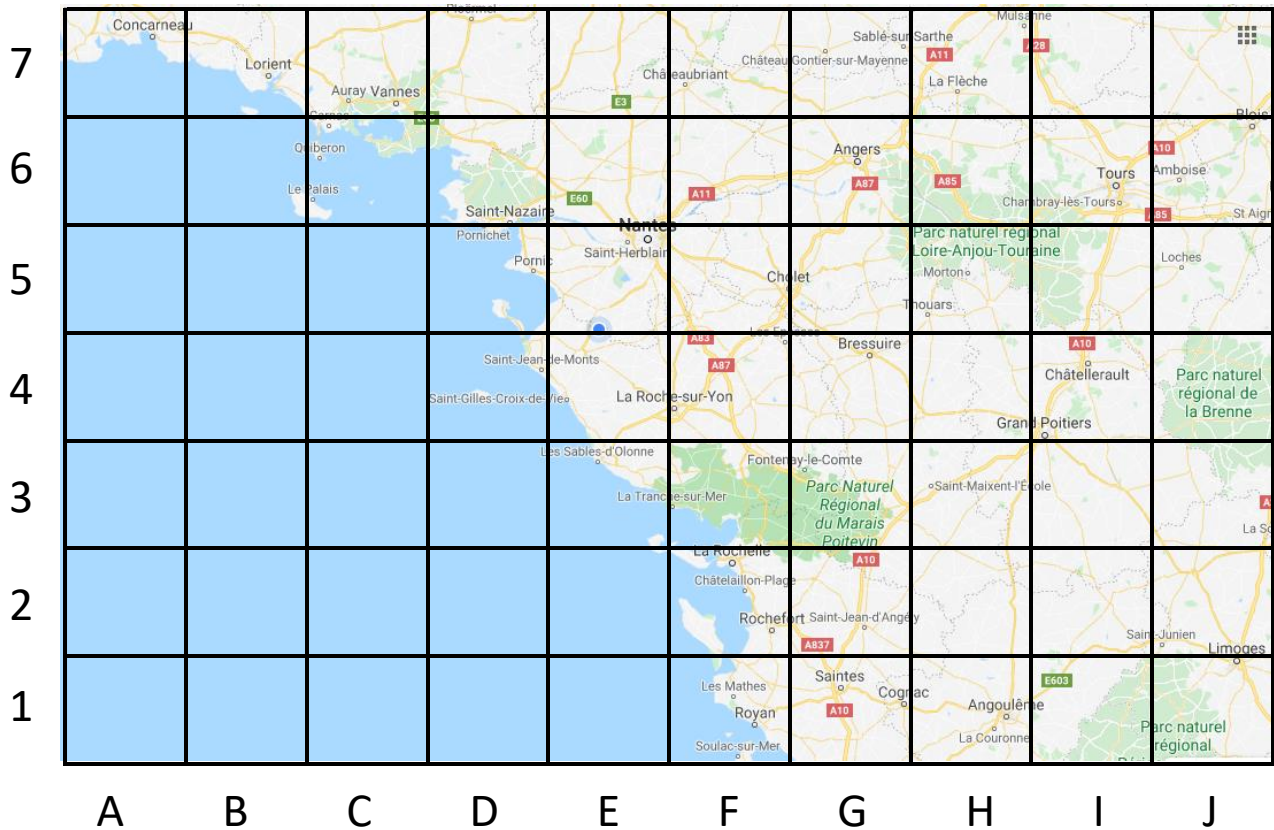 7
6
5
4
3
2
1
A B C D E F G H I J
Concarneau
Ploërmel
Mulsanne
Sablé-sur-Sarthe
A11
A28
Lorient
Châteaubriant
Château-Gontier-sur-Mayenne
La Flèche
Auray
Vannes
E3
Carnac
Blois
Quiberon
Angers
A10
Amboise
Tours
Le Palais
E60
A11
A87
A85
Chambray-lès-Tours
Saint-Nazaire
A85
St Aign
Pornichet
Nantes
Saint-Herblain
Parc naturel régional
Loire-Anjou-Touraine
Pornic
Cholet
Morton
Loches
Thouars
Les Epesses
A83
Bressuire
A10
Saint-Jean-de-Monts
A87
Châtellerault
Parc naturel
régional de
la Brenne
Saint-Gilles-Croix-de-Vie
La Roche-sur-Yon
Grand Poitiers
Les Sables-d'Olonne
Fontenay-le-Comte
La Tranche-sur-Mer
Parc Naturel
Régional
du Marais
Poitevin
Saint-Maixent-l'École
La So
La Rochelle
A10
Châtelaillon-Plage
Rochefort
Saint-Jean-d'Angély
A837
Saint-Junien
Limoges
Les Mathes
Saintes
Cognac
E603
Royan
A10
Angoulême
La Couronne
Soulac-sur-Mer
Parc naturel
régional